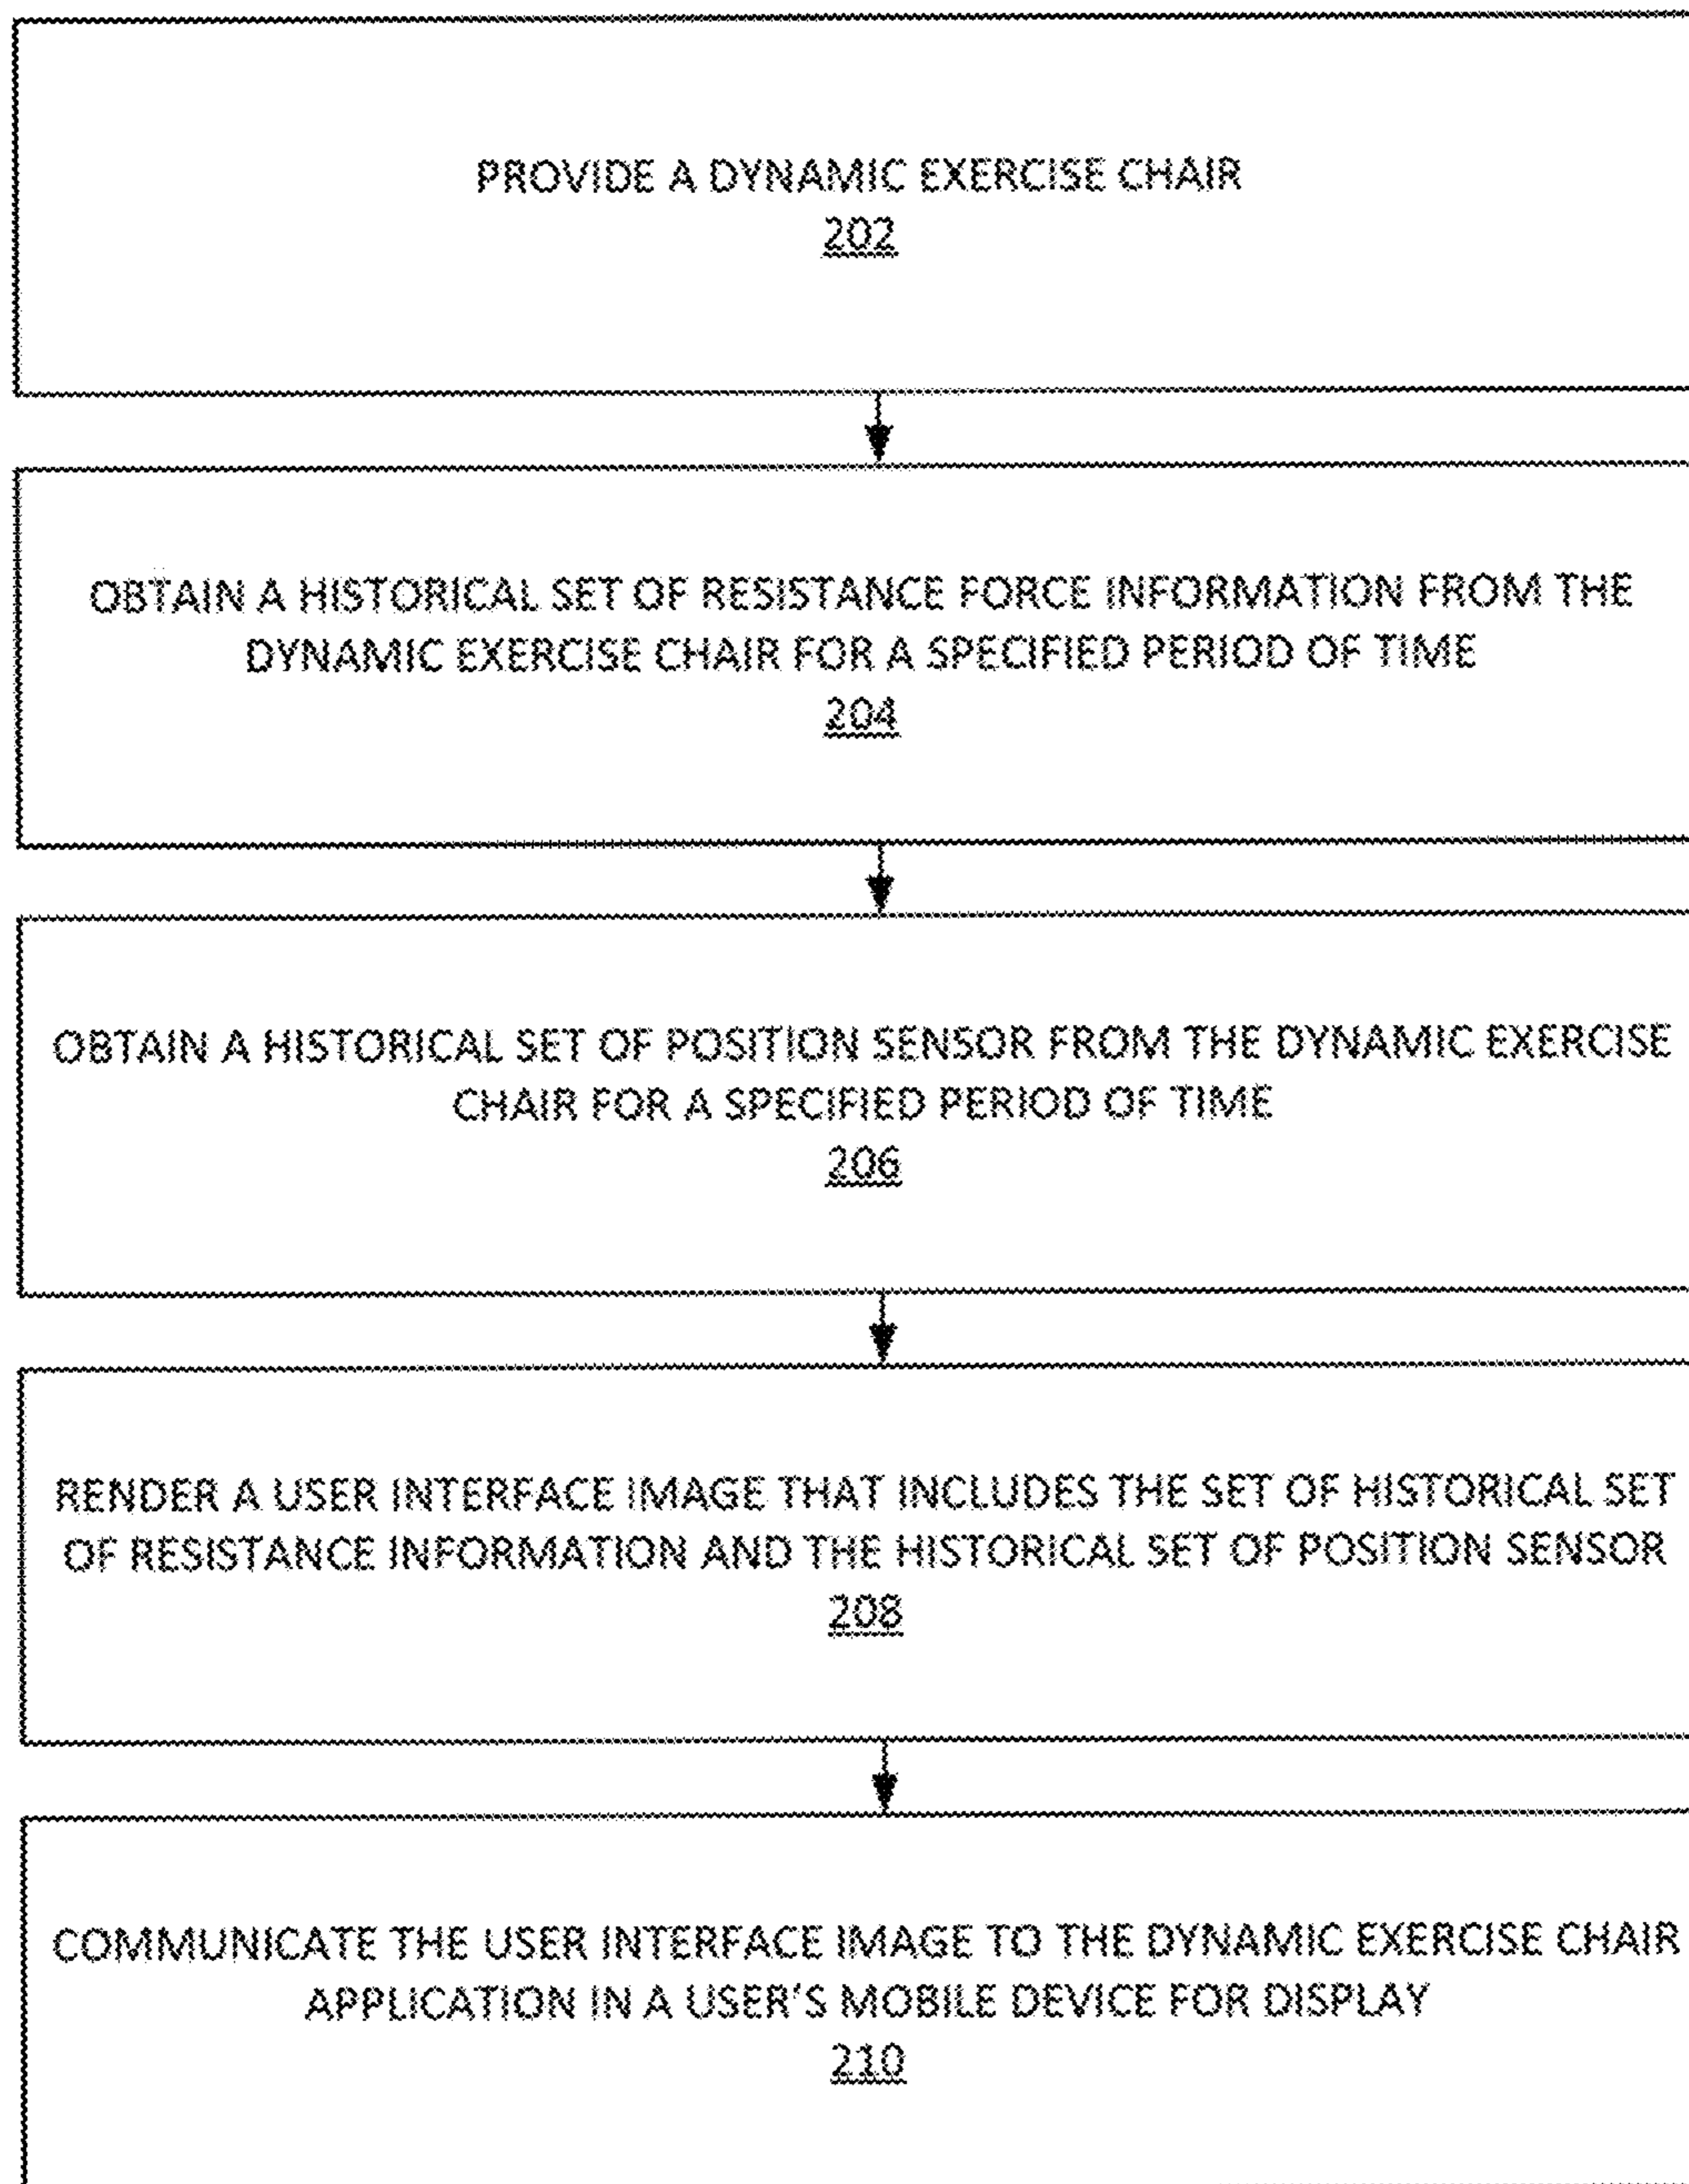 PROVIDE A DYNAMIC EXERCISE CHAIR
202
OBTAIN A HISTORICAL SET OF RESISTANCE FORCE INFORMATION FROM THE
DYNAMIC EXERCISE CHAIR FOR A SPECIFIED PERIOD OF TIME
204
OBTAIN A HISTORICAL SET OF POSITION SENSOR FROM THE DYNAMIC EXERCISE
CHAIR FOR A SPECIFIED PERIOD OF TIME
206
RENDER A USER INTERFACE IMAGE THAT INCLUDES THE SET OF HISTORICAL SET
OF RESISTANCE INFORMATION AND THE HISTORICAL SET OF POSITION SENSOR
208
COMMUNICATE THE USER INTERFACE IMAGE TO THE DYNAMIC EXERCISE CHAIR
APPLICATION IN A USER'S MOBILE DEVICE FOR DISPLAY
210